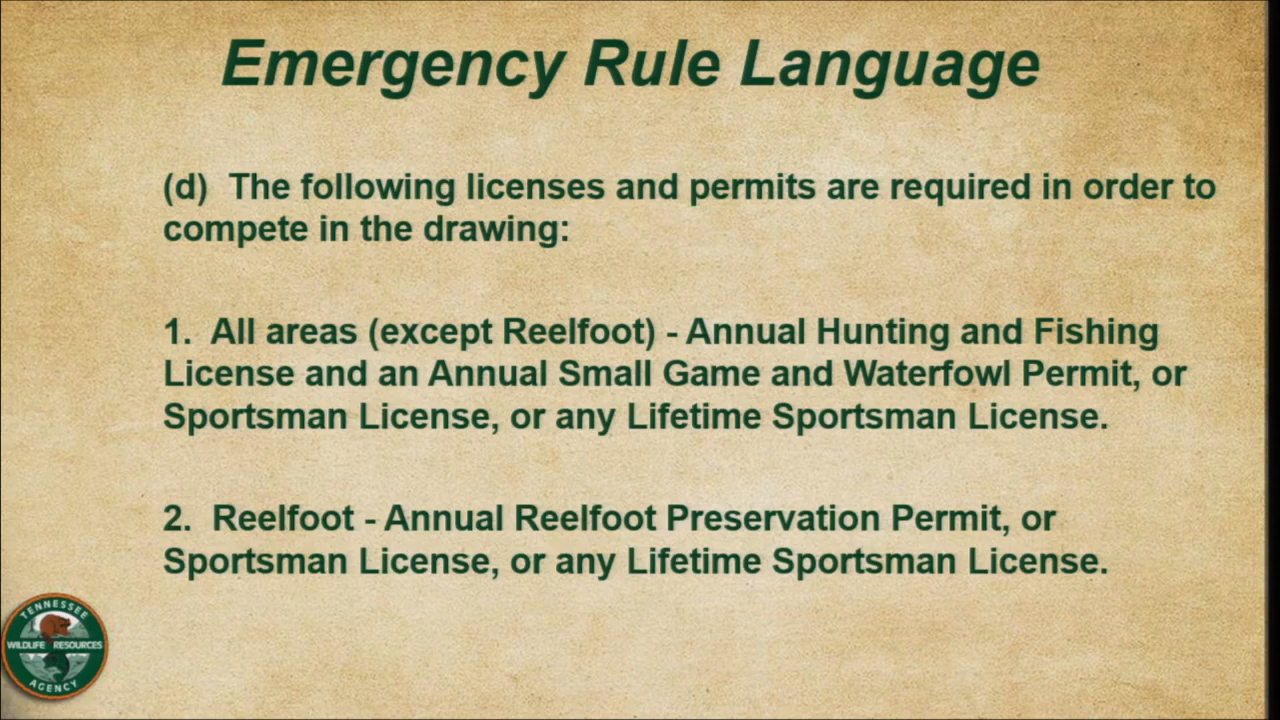 Emergency Rule Language
(d) The following licenses and permits are required in order to
compete in the drawing:
1. All areas (except Reelfoot) - Annual Hunting and Fishing
License and an Annual Small Game and Waterfowl Permit, or
Sportsman License, or any Lifetime Sportsman License.
2. Reelfoot - Annual Reelfoot Preservation Permit, or
Sportsman License, or any Lifetime Sportsman License.
TENNESSEE
WILDLIFE RESOURCES
AGENCY